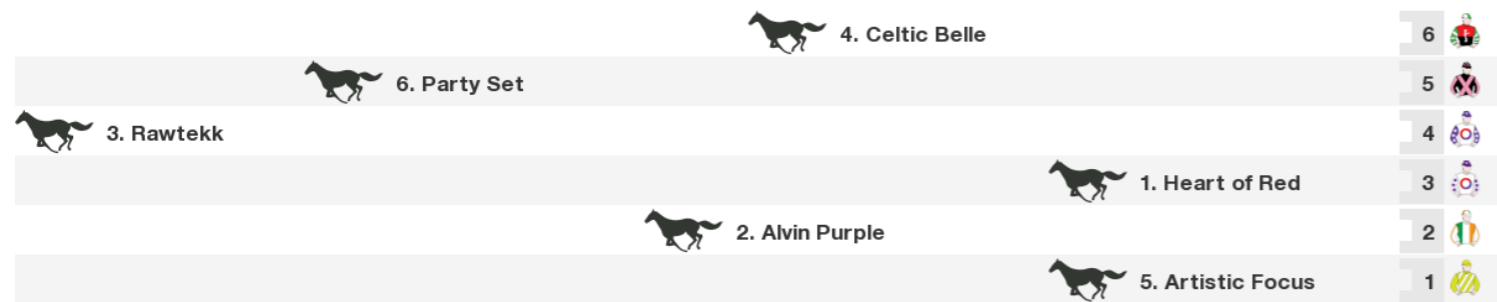 4. Celtic Belle 6
6. Party Set 5
3. Rawtekk 4
1. Heart of Red 3
2. Alvin Purple 2
5. Artistic Focus 1